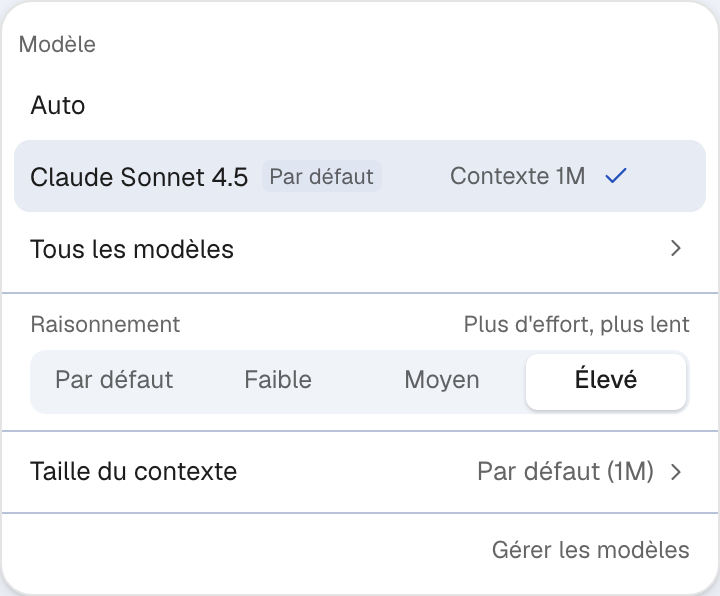 Modèle
Auto
Claude Sonnet 4.5 Par défaut Contexte 1M
Tous les modèles
Raisonnement Plus d'effort, plus lent
Par défaut Faible Moyen Élevé
Taille du contexte Par défaut (1M)
Gérer les modèles